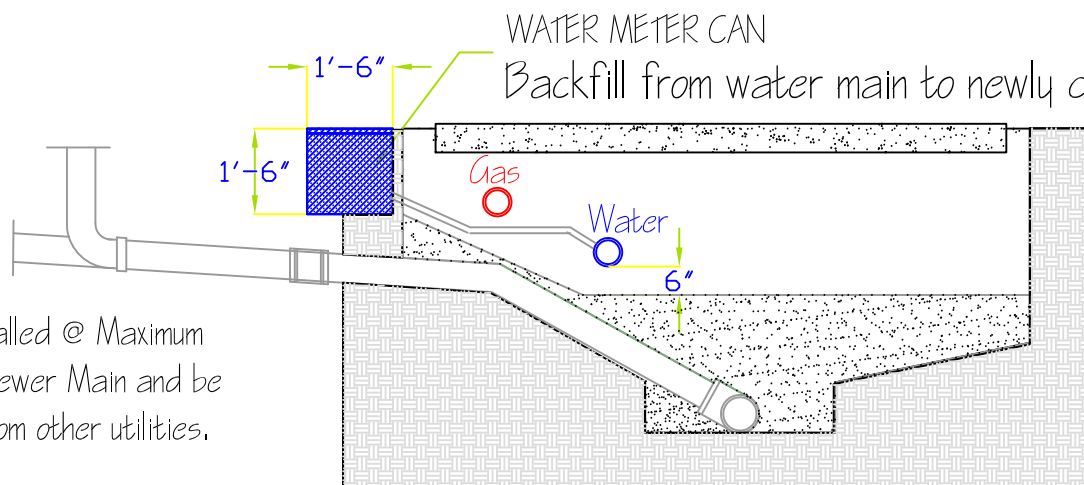 WATER METER CAN
1'-6"
Backfill from water main to newly c
1'-6"
Gas
Water
6"
alled @ Maximum
ewer Main and be
om other utilities.